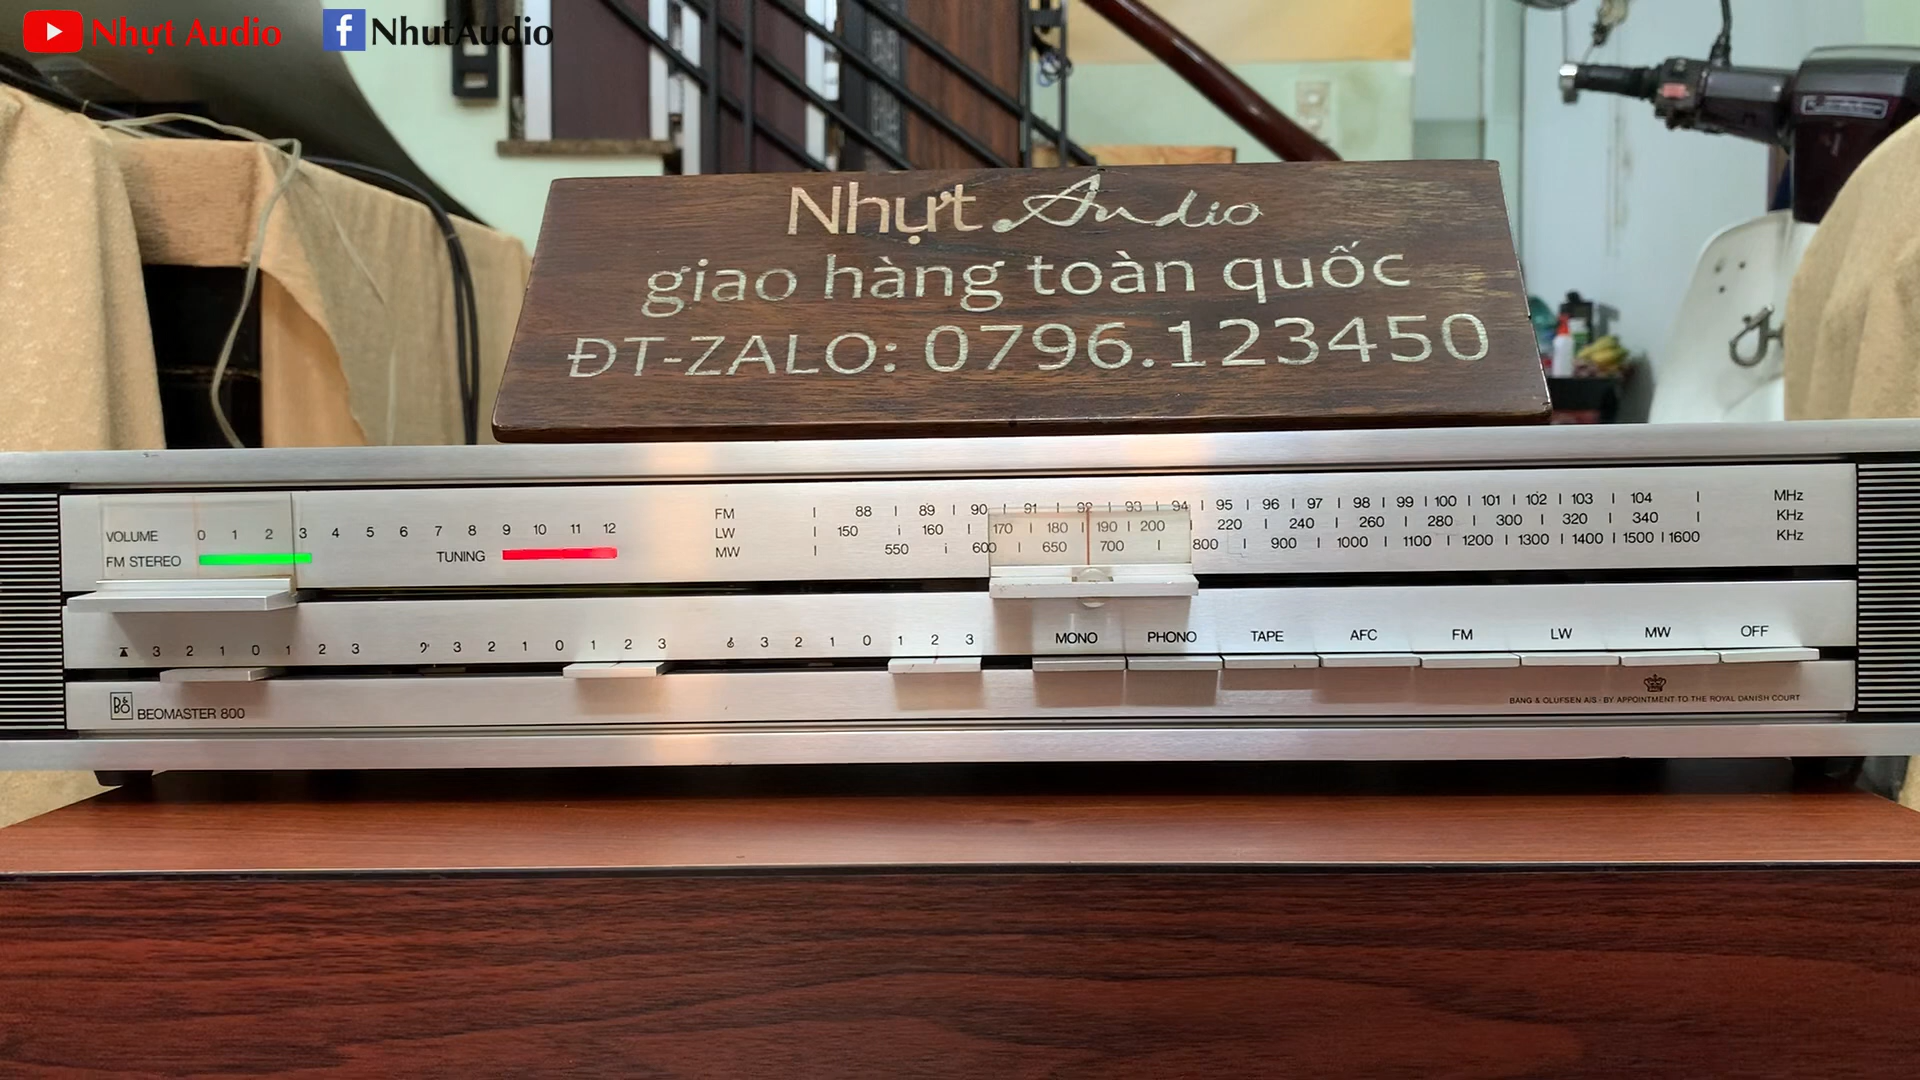 Nhựt Audio NhutAudio
Nhựt Audio
giao hàng toàn quốc
ĐT-ZALO: 0796.123450
VOLUME 0 1 2 3 4 5 6 7 8 9 10 11 12
FM STEREO TUNING
FM 88 89 90 91 92 93 94 95 96 97 98 99 100 101 102 103 104 MHz
LW 150 160 170 180 190 200 220 240 260 280 300 320 340 KHz
MW 550 600 650 700 800 900 1000 1100 1200 1300 1400 1500 1600 KHz
3 2 1 0 1 2 3 3 2 1 0 1 2 3 3 2 1 0 1 2 3
MONO PHONO TAPE AFC FM LW MW OFF
B&O BEOMASTER 800
BANG & OLUFSEN A/S - BY APPOINTMENT TO THE ROYAL DANISH COURT